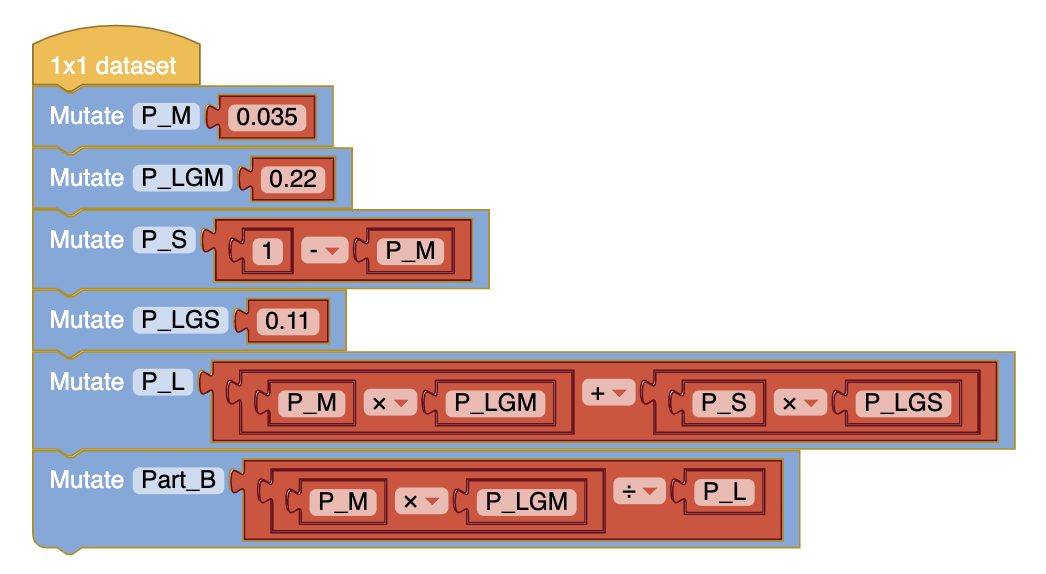 1x1 dataset
Mutate P_M 0.035
Mutate P_LGM 0.22
Mutate P_S 1 - P_M
Mutate P_LGS 0.11
Mutate P_L P_M × P_LGM + P_S × P_LGS
Mutate Part_B P_M × P_LGM ÷ P_L